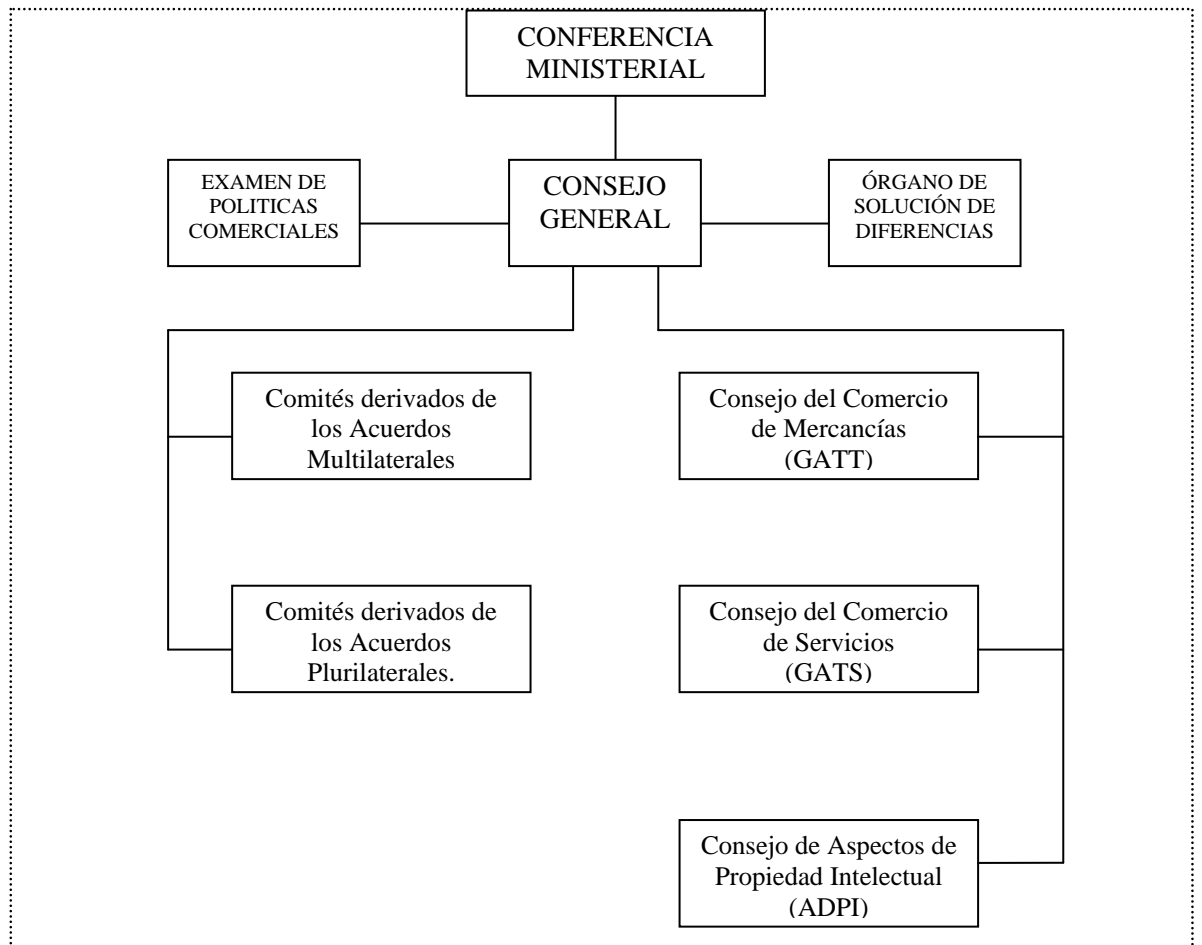 CONFERENCIA
MINISTERIAL
EXAMEN DE
POLITICAS
COMERCIALES
CONSEJO
GENERAL
ÓRGANO DE
SOLUCIÓN DE
DIFERENCIAS
Comités derivados de
los Acuerdos
Multilaterales
Consejo del Comercio
de Mercancías
(GATT)
Comités derivados de
los Acuerdos
Plurilaterales.
Consejo del Comercio
de Servicios
(GATS)
Consejo de Aspectos de
Propiedad Intelectual
(ADPI)